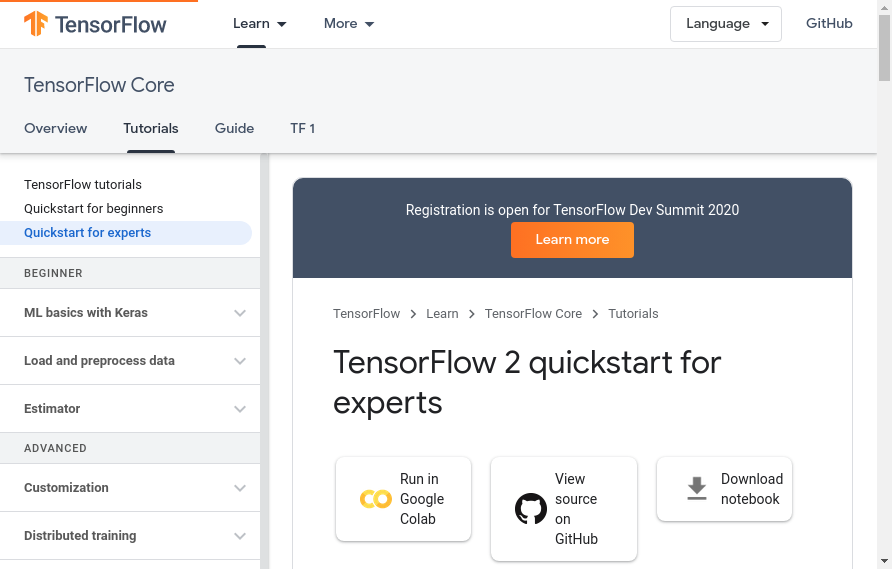 TensorFlow
Learn
More
Language
GitHub
TensorFlow Core
Overview
Tutorials
Guide
TF 1
TensorFlow tutorials
Quickstart for beginners
Quickstart for experts
BEGINNER
ML basics with Keras
Load and preprocess data
Estimator
ADVANCED
Customization
Distributed training
Registration is open for TensorFlow Dev Summit 2020
Learn more
TensorFlow > Learn > TensorFlow Core > Tutorials
TensorFlow 2 quickstart for
experts
Run in
Google
Colab
View
source
on
GitHub
Download
notebook